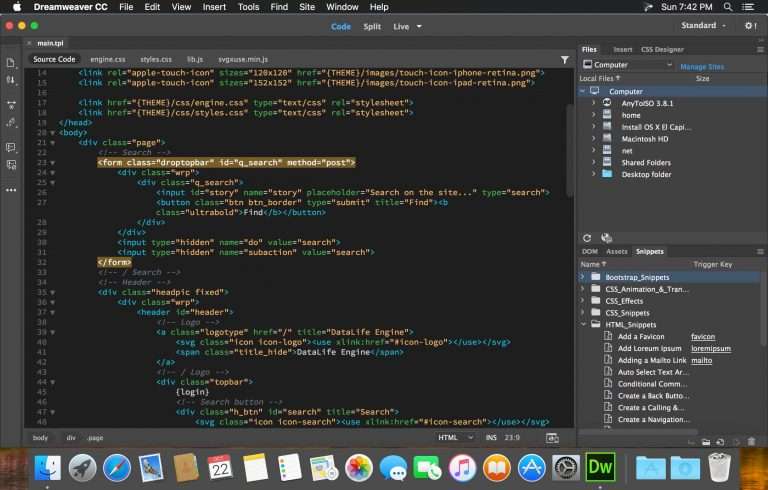 Dreamweaver CC File Edit View Insert Tools Find Site Window Help Sun 7:42 PM
Code Split Live Standard
main.tpl
Source Code engine.css styles.css lib.js svgxuse.min.js
14 <link rel="apple-touch-icon" sizes="120x120" href="{THEME}/images/touch-icon-iphone-retina.png">
15 <link rel="apple-touch-icon" sizes="152x152" href="{THEME}/images/touch-icon-ipad-retina.png">
16
17 <link href="{THEME}/css/engine.css" type="text/css" rel="stylesheet">
18 <link href="{THEME}/css/styles.css" type="text/css" rel="stylesheet">
19 </head>
20 <body>
21 <div class="page">
22 <!-- Search -->
23 <form class="droptopbar" id="q_search" method="post">
24 <div class="wrp">
25 <div class="q_search">
26 <input id="story" name="story" placeholder="Search on the site..." type="search">
27 <button class="btn btn_border" type="submit" title="Find"><b
class="ultrabold">Find</b></button>
28 </div>
29 </div>
30 <input type="hidden" name="do" value="search">
31 <input type="hidden" name="subaction" value="search">
32 </form>
33 <!-- / Search -->
34 <!-- Header -->
35 <div class="headpic fixed">
36 <div class="wrp">
37 <header id="header">
38 <!-- Logo -->
39 <a class="logotype" href="/" title="DataLife Engine">
40 <svg class="icon icon-logo"><use xlink:href="#icon-logo"></use></svg>
41 <span class="title_hide">DataLife Engine</span>
42 </a>
43 <!-- / Logo -->
44 <div class="topbar">
45 {login}
46 <!-- Search button -->
47 <div class="h_btn" id="search" title="Search">
48 <svg class="icon icon-search"><use xlink:href="#icon-search"></use></svg>
body div .page HTML INS 23:9
Files Insert CSS Designer
Computer Manage Sites
Local Files Size
Computer
AnyToISO 3.8.1
home
Install OS X El Capi...
Macintosh HD
net
Shared Folders
Desktop folder
DOM Assets Snippets
Name Trigger Key
Bootstrap_Snippets
CSS_Animation_&_Tran...
CSS_Effects
CSS_Snippets
HTML_Snippets
Add a Favicon favicon
Add Loreum ipsum loremipsum
Adding a Mailto Link mailto
Auto Select Text Ar...
Conditional Comm...
Create a Back Butto...
Create a Calling &...
Create a Navigation...
OCT
22
Dw